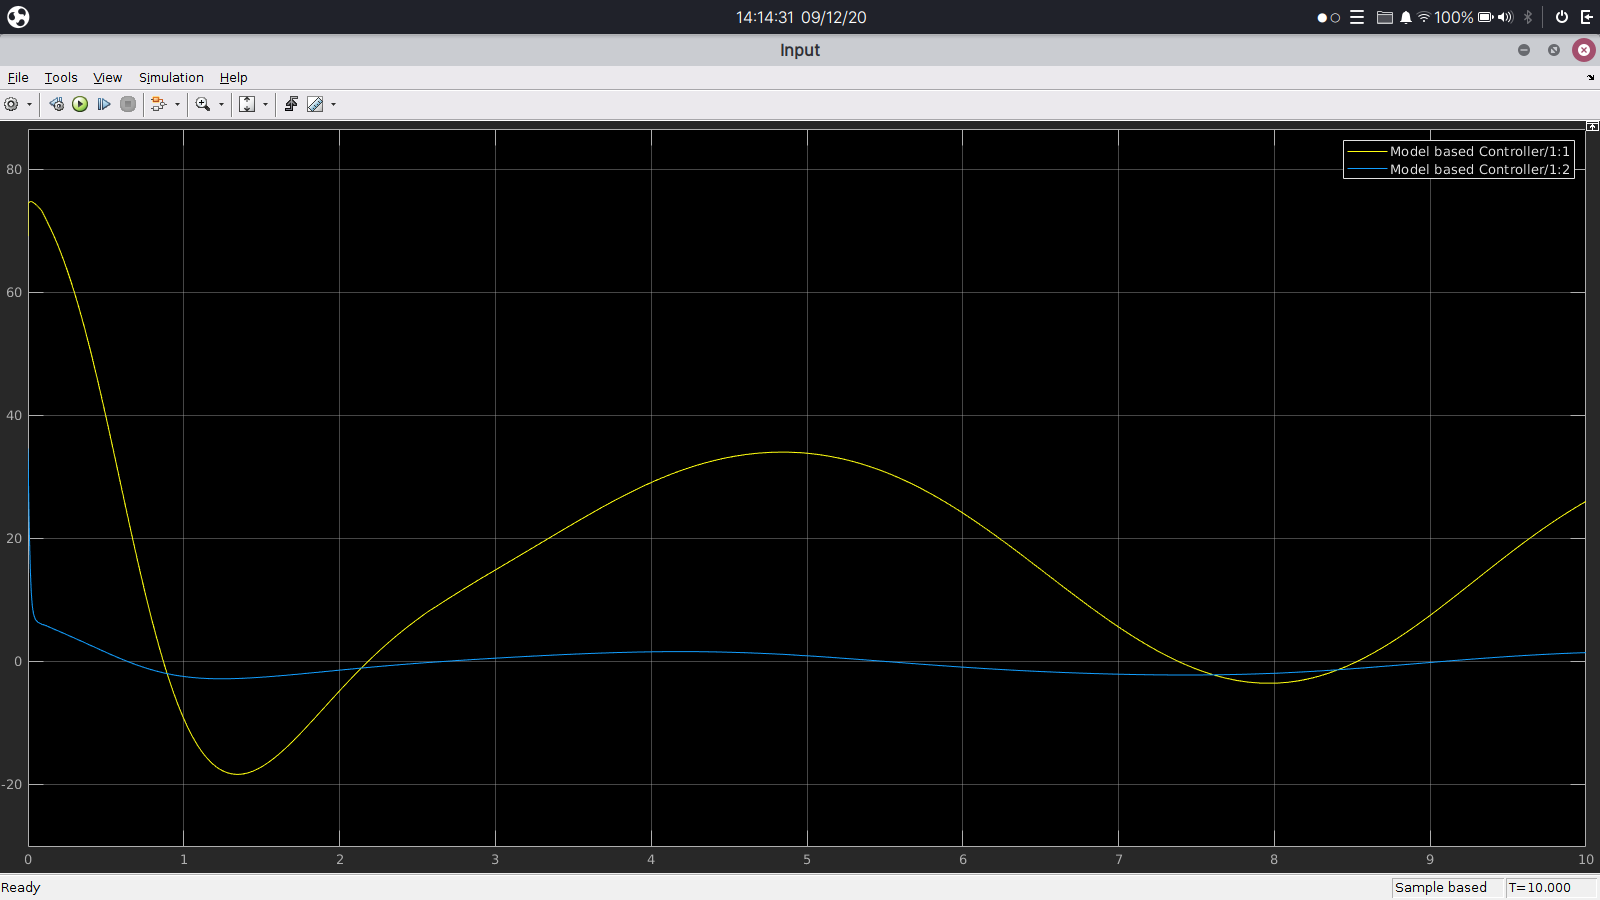 14:14:31 09/12/20
100%
Input
File Tools View Simulation Help
Model based Controller/1:1
Model based Controller/1:2
80
60
40
20
0
-20
0 1 2 3 4 5 6 7 8 9 10
Ready
Sample based
T=10.000